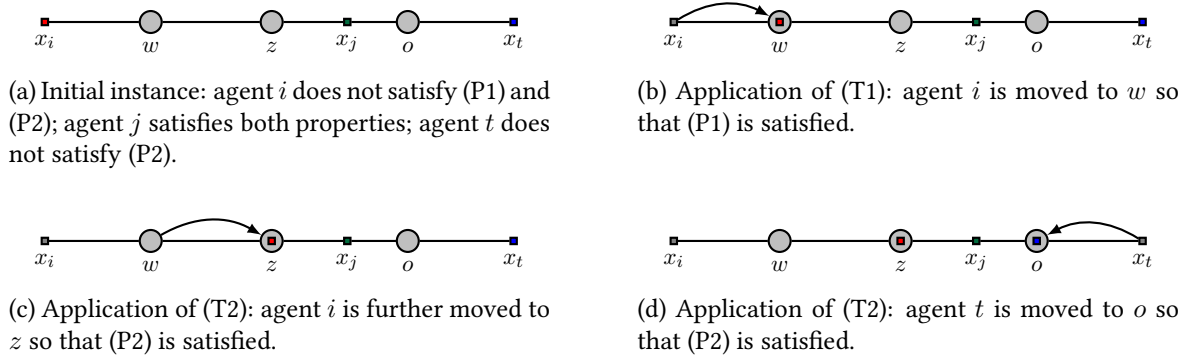 x_i w z x_j o x_t
(a) Initial instance: agent i does not satisfy (P1) and
(P2); agent j satisfies both properties; agent t does
not satisfy (P2).
x_i w z x_j o x_t
(b) Application of (T1): agent i is moved to w so
that (P1) is satisfied.
x_i w z x_j o x_t
(c) Application of (T2): agent i is further moved to
z so that (P2) is satisfied.
x_i w z x_j o x_t
(d) Application of (T2): agent t is moved to o so
that (P2) is satisfied.